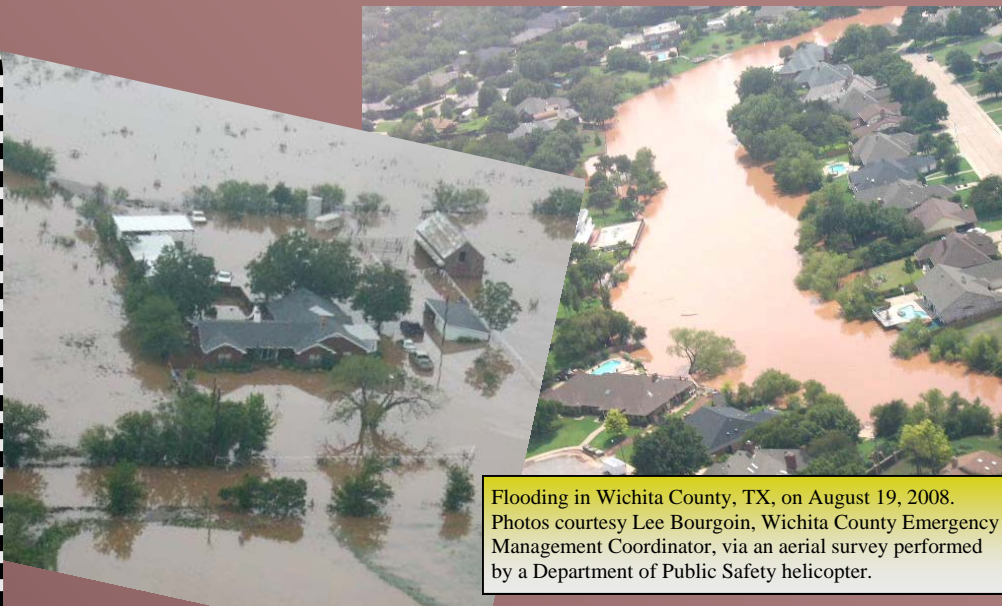 Flooding in Wichita County, TX, on August 19, 2008.
Photos courtesy Lee Bourgoin, Wichita County Emergency
Management Coordinator, via an aerial survey performed
by a Department of Public Safety helicopter.